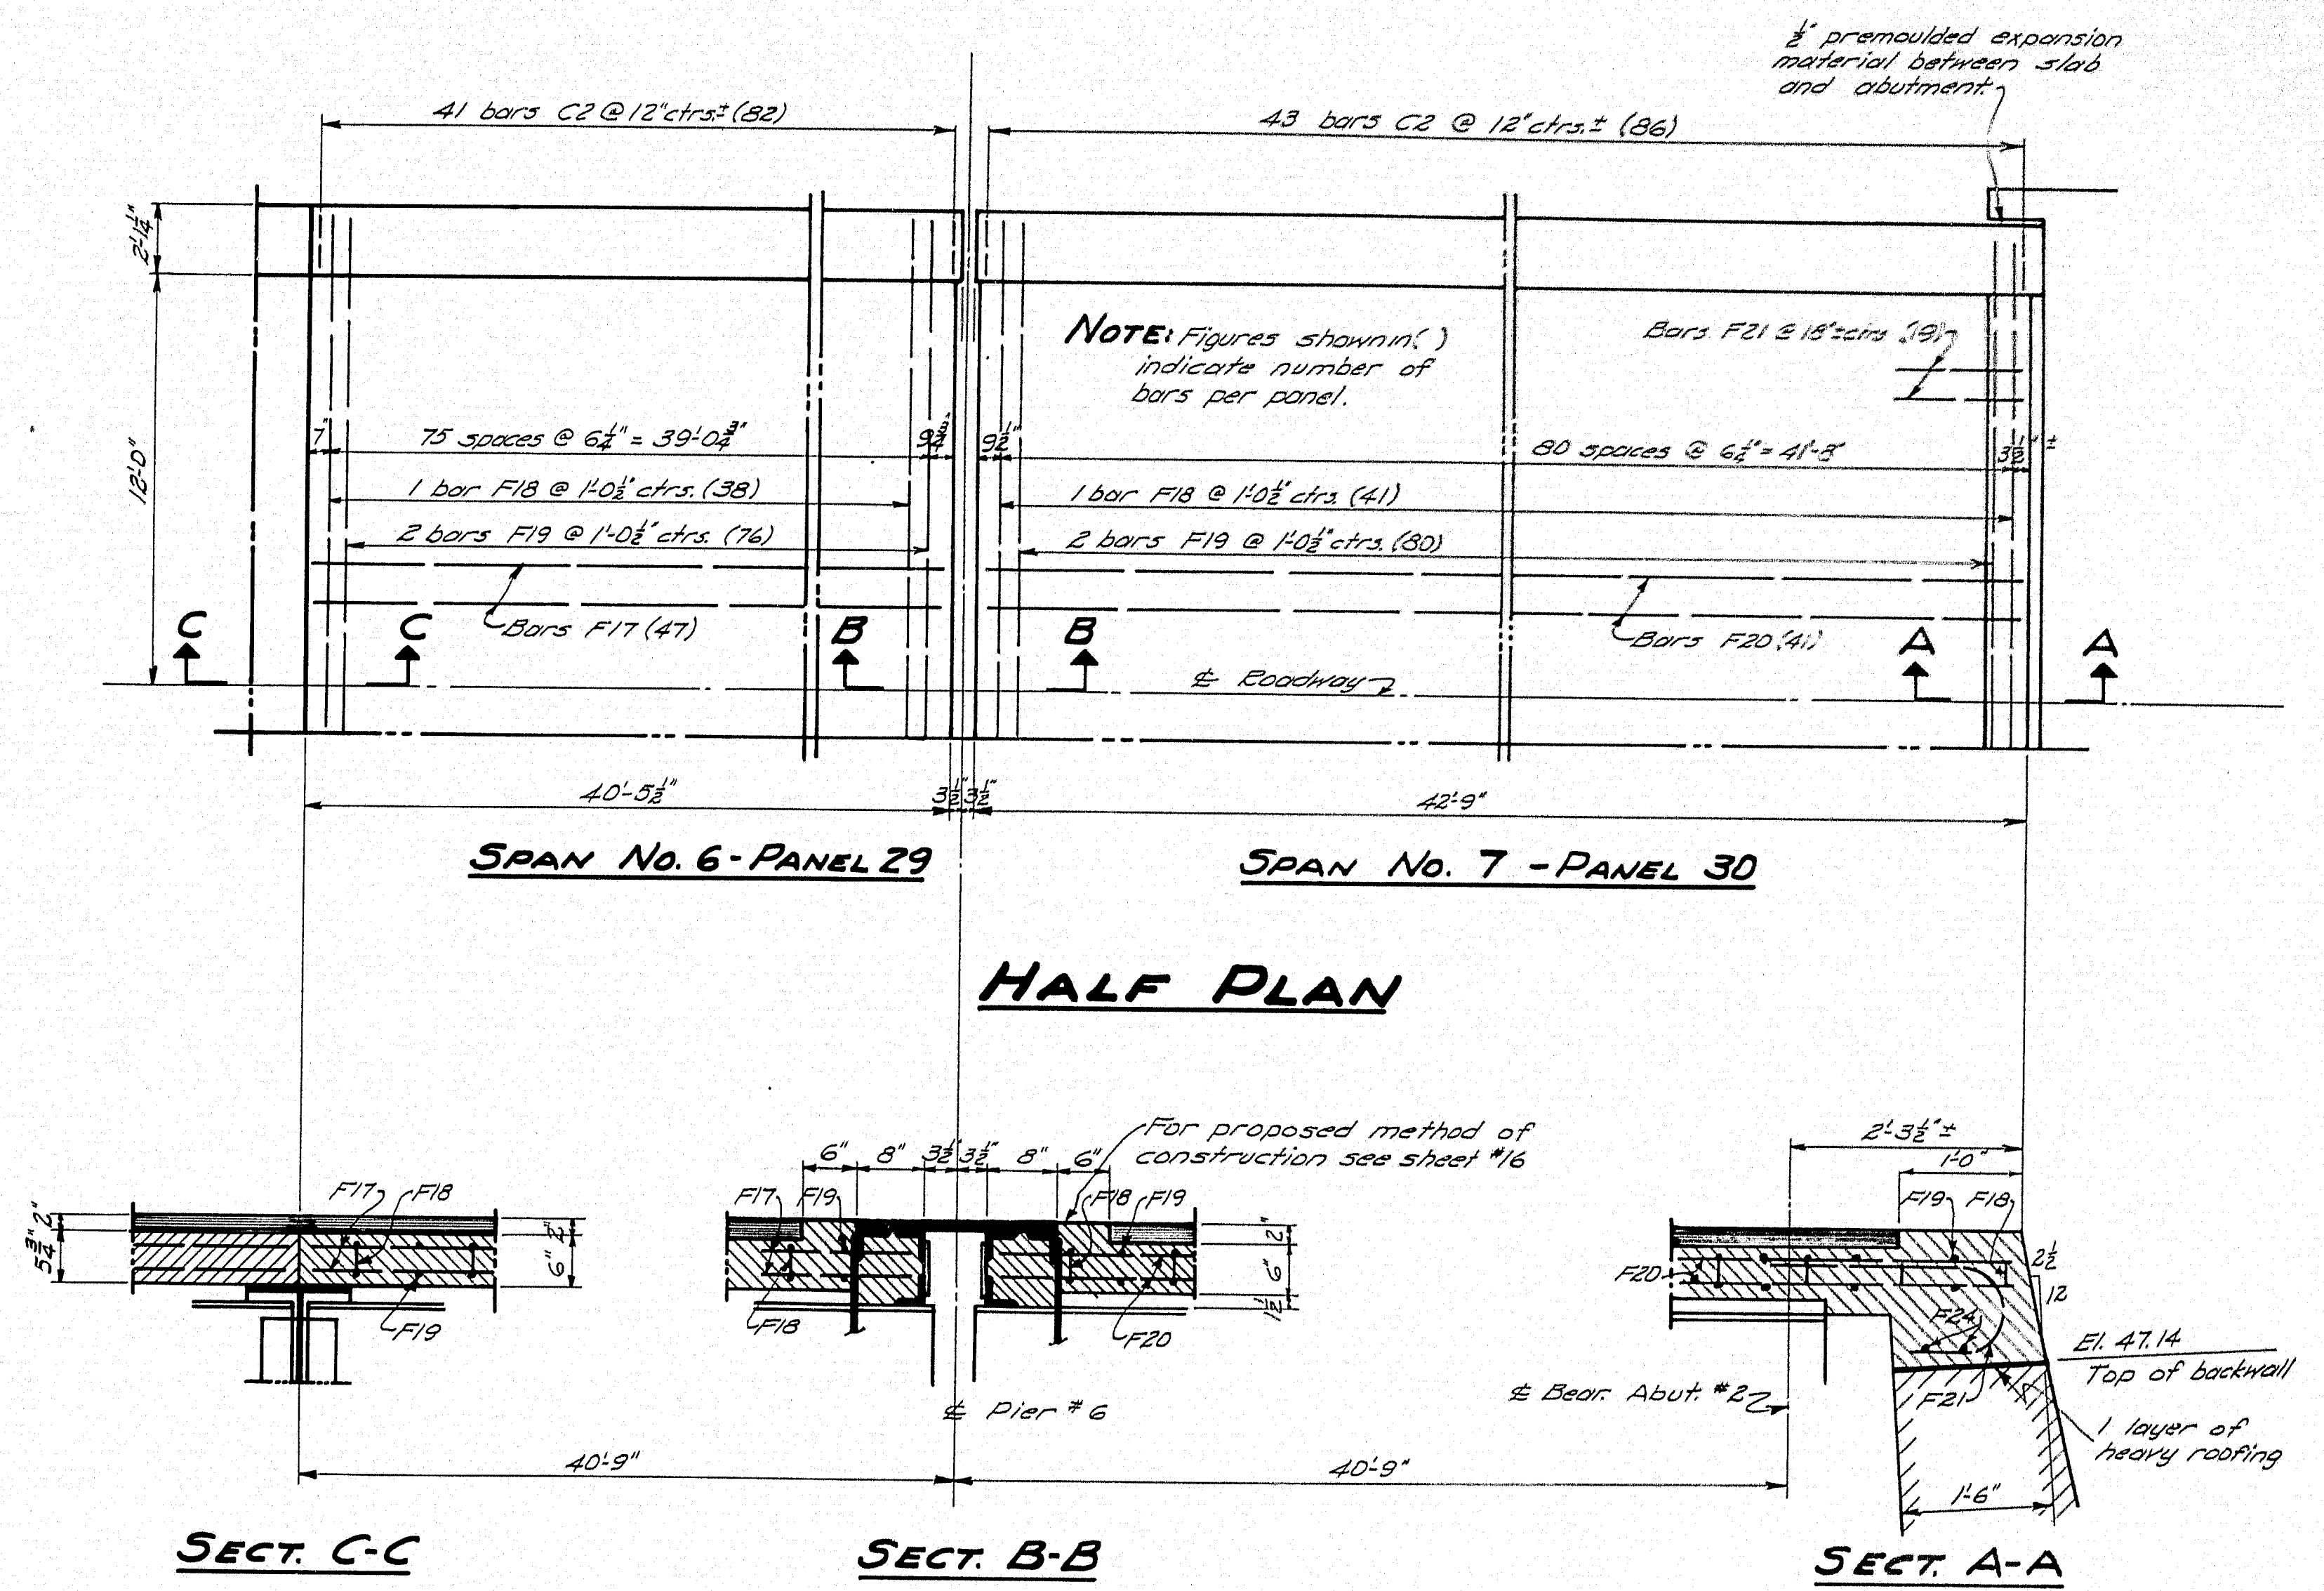 ½" premoulded expansion
material between slab
and abutment.
41 bars C2 @ 12"ctrs.± (82)
43 bars C2 @ 12"ctrs.± (86)
2'-1¼"
12'-0"
NOTE: Figures shown in ( )
indicate number of
bars per panel.
Bars F21 @ 18"±ctrs (19)
7"
75 spaces @ 6¼" = 39'-0¾"
9¾"
9½"
80 spaces @ 6¼" = 41'-8"
3½"±
1 bar F18 @ 1'-0½" ctrs. (38)
1 bar F18 @ 1'-0½" ctrs. (41)
2 bars F19 @ 1'-0½" ctrs. (76)
2 bars F19 @ 1'-0½" ctrs. (80)
Bars F17 (47)
Bars F20 (41)
C C B B A A
℄ Roadway
40'-5½"
3½" 3½"
42'-9"
SPAN No. 6 - PANEL 29
SPAN No. 7 - PANEL 30
HALF PLAN
For proposed method of
construction see sheet #16
6" 8" 3½" 3½" 8" 6"
2'-3½"±
1'-0"
F17 F18
F17 F19 F18 F19
F19 F18
2"
5¾"
2"
6"
2"
6"
1½"
F19
F18
F20
F20
2½
12
F24
F21
El. 47.14
Top of backwall
℄ Pier #6
℄ Bear. Abut. #2
1 layer of
heavy roofing
40'-9"
40'-9"
1'-6"
SECT. C-C
SECT. B-B
SECT. A-A